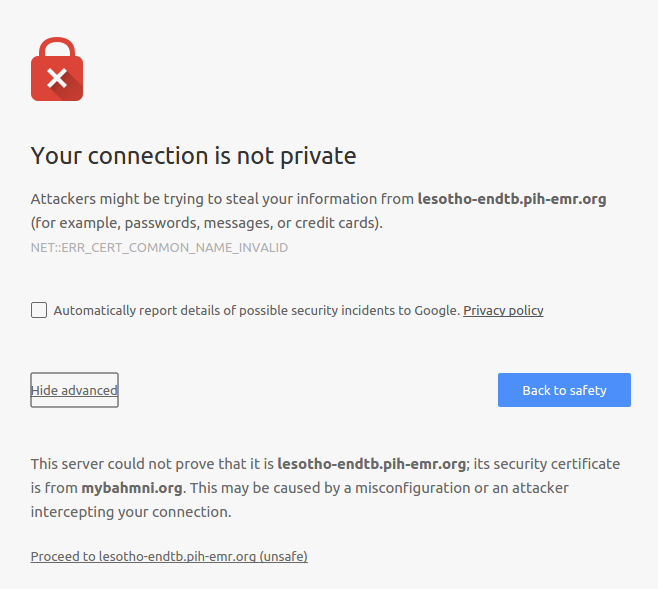 Your connection is not private
Attackers might be trying to steal your information from lesotho-endtb.pih-emr.org
(for example, passwords, messages, or credit cards).
NET::ERR_CERT_COMMON_NAME_INVALID
Automatically report details of possible security incidents to Google. Privacy policy
Hide advanced
Back to safety
This server could not prove that it is lesotho-endtb.pih-emr.org; its security certificate
is from mybahmni.org. This may be caused by a misconfiguration or an attacker
intercepting your connection.
Proceed to lesotho-endtb.pih-emr.org (unsafe)